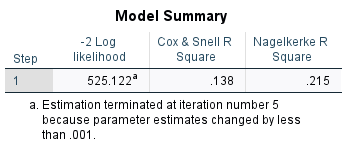 Model Summary
Step -2 Log likelihood Cox & Snell R Square Nagelkerke R Square
1 525.122a .138 .215
a. Estimation terminated at iteration number 5
because parameter estimates changed by less
than .001.